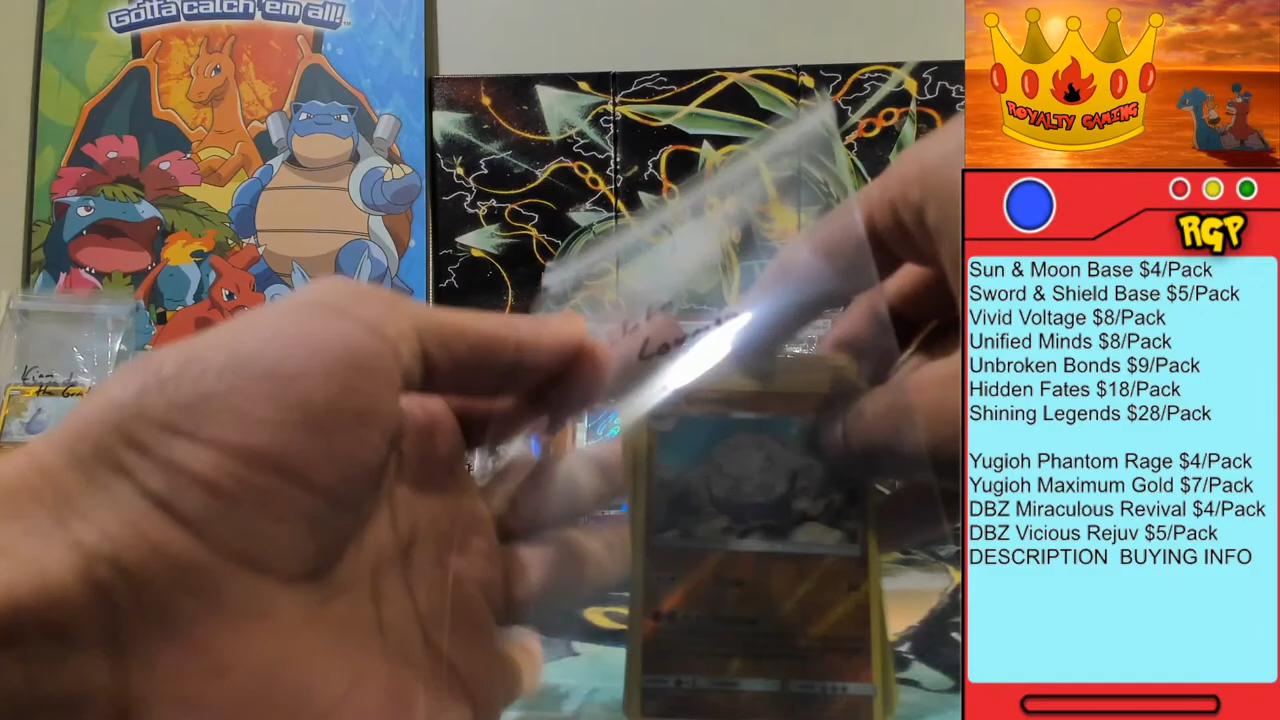 Gotta catch 'em all!
ROYALTY GAMING
RGP
Sun & Moon Base $4/Pack
Sword & Shield Base $5/Pack
Vivid Voltage $8/Pack
Unified Minds $8/Pack
Unbroken Bonds $9/Pack
Hidden Fates $18/Pack
Shining Legends $28/Pack
Yugioh Phantom Rage $4/Pack
Yugioh Maximum Gold $7/Pack
DBZ Miraculous Revival $4/Pack
DBZ Vicious Rejuv $5/Pack
DESCRIPTION BUYING INFO